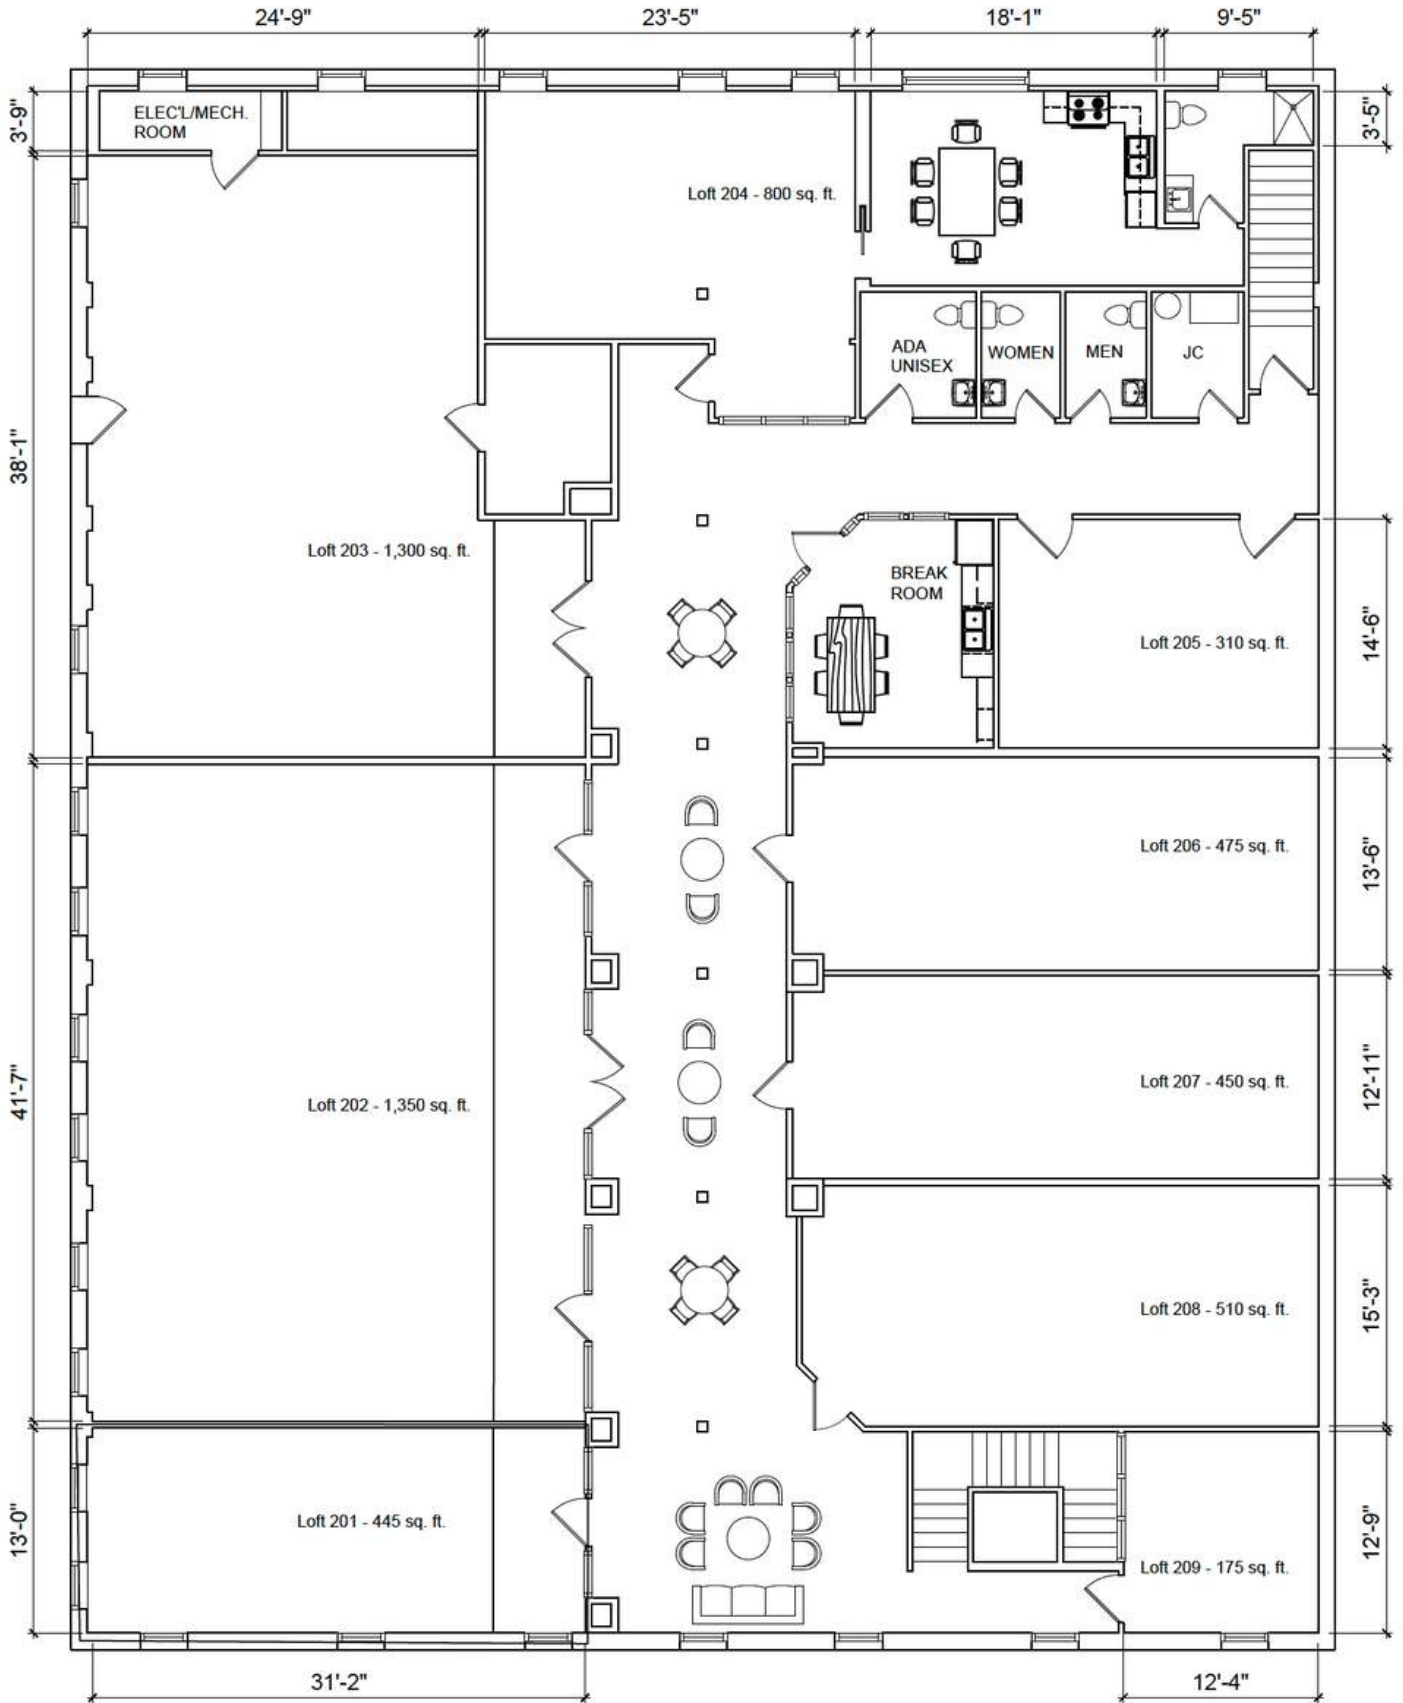 24'-9"
23'-5"
18'-1"
9'-5"
3'-9"
ELEC'L/MECH.
ROOM
3'-5"
Loft 204 - 800 sq. ft.
ADA
UNISEX
WOMEN
MEN
JC
38'-1"
Loft 203 - 1,300 sq. ft.
BREAK
ROOM
Loft 205 - 310 sq. ft.
14'-6"
Loft 206 - 475 sq. ft.
13'-6"
41'-7"
Loft 202 - 1,350 sq. ft.
Loft 207 - 450 sq. ft.
12'-11"
Loft 208 - 510 sq. ft.
15'-3"
13'-0"
Loft 201 - 445 sq. ft.
Loft 209 - 175 sq. ft.
12'-9"
31'-2"
12'-4"